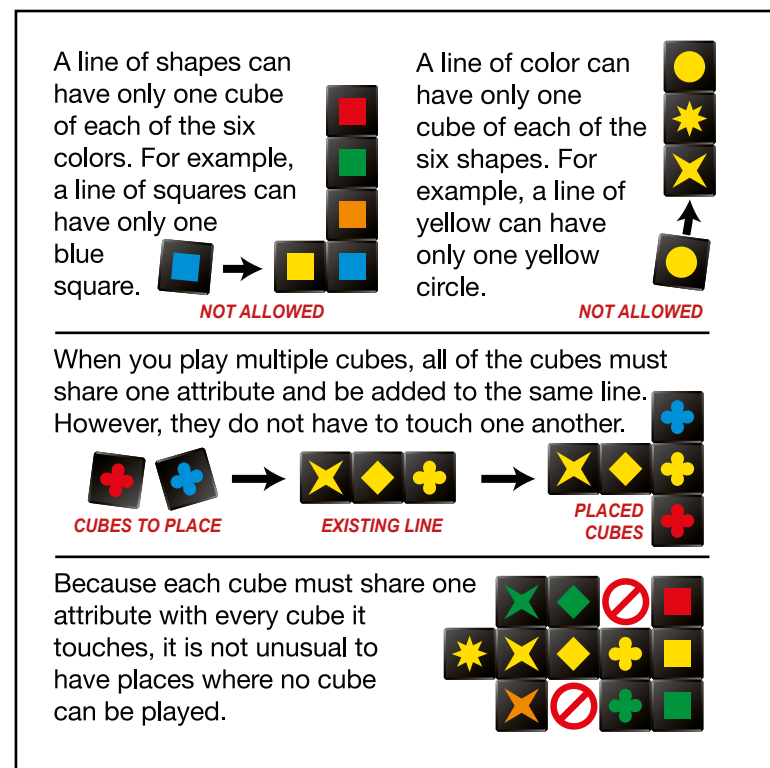 A line of shapes can
have only one cube
of each of the six
colors. For example,
a line of squares can
have only one
blue
square.
NOT ALLOWED
A line of color can
have only one
cube of each of the
six shapes. For
example, a line of
yellow can have
only one yellow
circle.
NOT ALLOWED
When you play multiple cubes, all of the cubes must
share one attribute and be added to the same line.
However, they do not have to touch one another.
CUBES TO PLACE
EXISTING LINE
PLACED
CUBES
Because each cube must share one
attribute with every cube it
touches, it is not unusual to
have places where no cube
can be played.